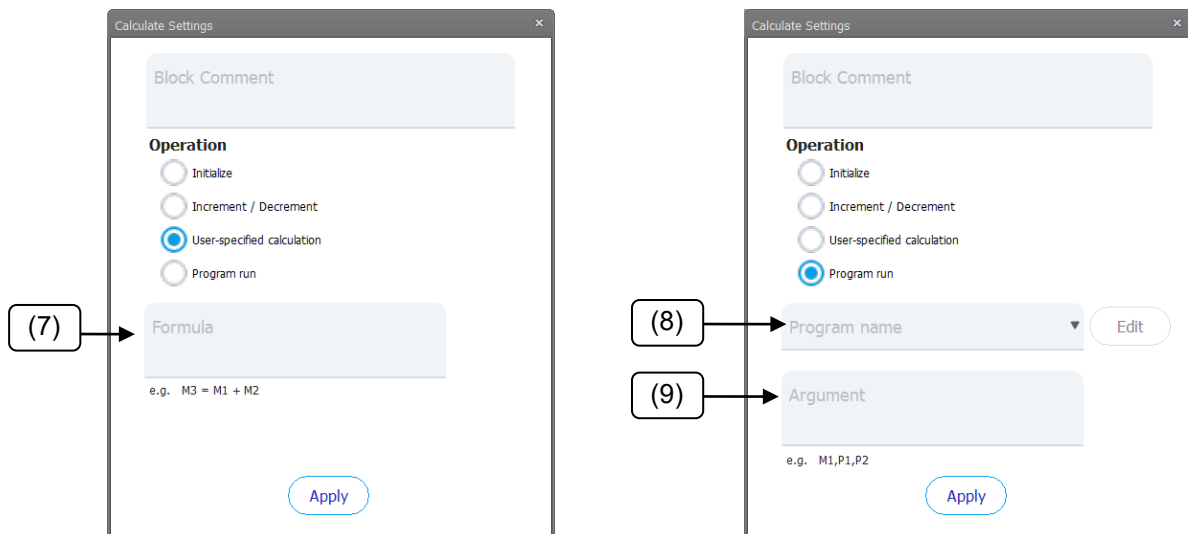 Calculate Settings ×
Block Comment
Operation
Initialize
Increment / Decrement
User-specified calculation
Program run
(7)
Formula
e.g. M3 = M1 + M2
Apply
Calculate Settings ×
Block Comment
Operation
Initialize
Increment / Decrement
User-specified calculation
Program run
(8)
Program name
Edit
(9)
Argument
e.g. M1,P1,P2
Apply